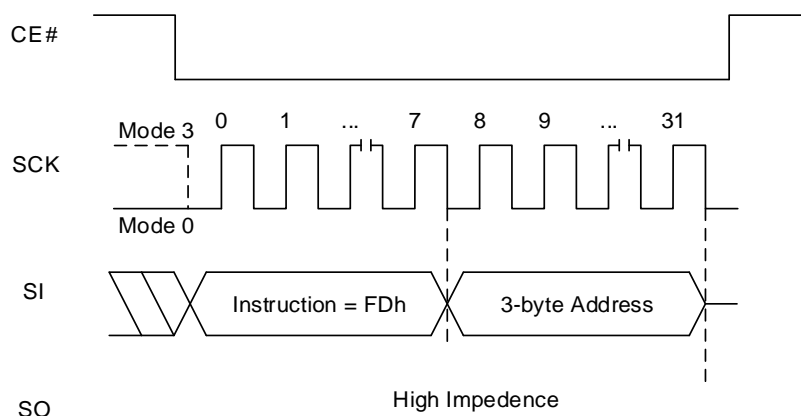 CE#
0 1 ... 7 8 9 ... 31
Mode 3
SCK
Mode 0
SI
Instruction = FDh
3-byte Address
High Impedence
SO